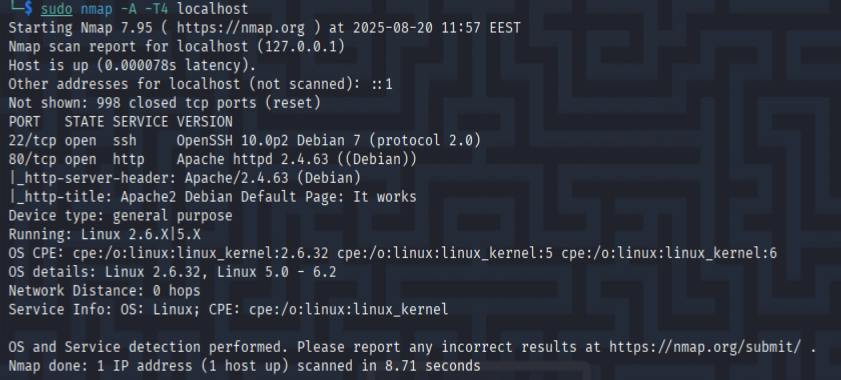 └─$ sudo nmap -A -T4 localhost
Starting Nmap 7.95 ( https://nmap.org ) at 2025-08-20 11:57 EEST
Nmap scan report for localhost (127.0.0.1)
Host is up (0.000078s latency).
Other addresses for localhost (not scanned): ::1
Not shown: 998 closed tcp ports (reset)
PORT   STATE SERVICE VERSION
22/tcp open  ssh     OpenSSH 10.0p2 Debian 7 (protocol 2.0)
80/tcp open  http    Apache httpd 2.4.63 ((Debian))
|_http-server-header: Apache/2.4.63 (Debian)
|_http-title: Apache2 Debian Default Page: It works
Device type: general purpose
Running: Linux 2.6.X|5.X
OS CPE: cpe:/o:linux:linux_kernel:2.6.32 cpe:/o:linux:linux_kernel:5 cpe:/o:linux:linux_kernel:6
OS details: Linux 2.6.32, Linux 5.0 - 6.2
Network Distance: 0 hops
Service Info: OS: Linux; CPE: cpe:/o:linux:linux_kernel

OS and Service detection performed. Please report any incorrect results at https://nmap.org/submit/ .
Nmap done: 1 IP address (1 host up) scanned in 8.71 seconds